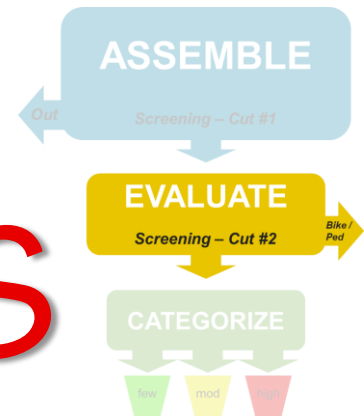 ASSEMBLE
Out
Screening – Cut #1
EVALUATE
Screening – Cut #2
Bike /
Ped
S
CATEGORIZE
few
mod
high